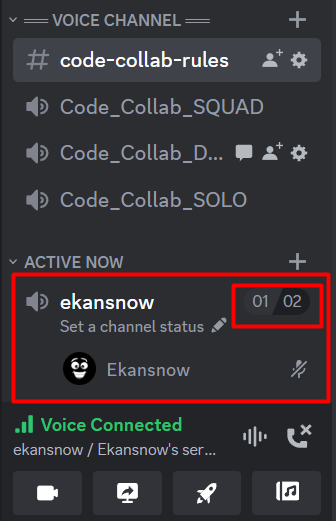 VOICE CHANNEL
code-collab-rules
Code_Collab_SQUAD
Code_Collab_D...
Code_Collab_SOLO
ACTIVE NOW
ekansnow 01 02
Set a channel status
Ekansnow
Voice Connected
ekansnow / Ekansnow's ser...